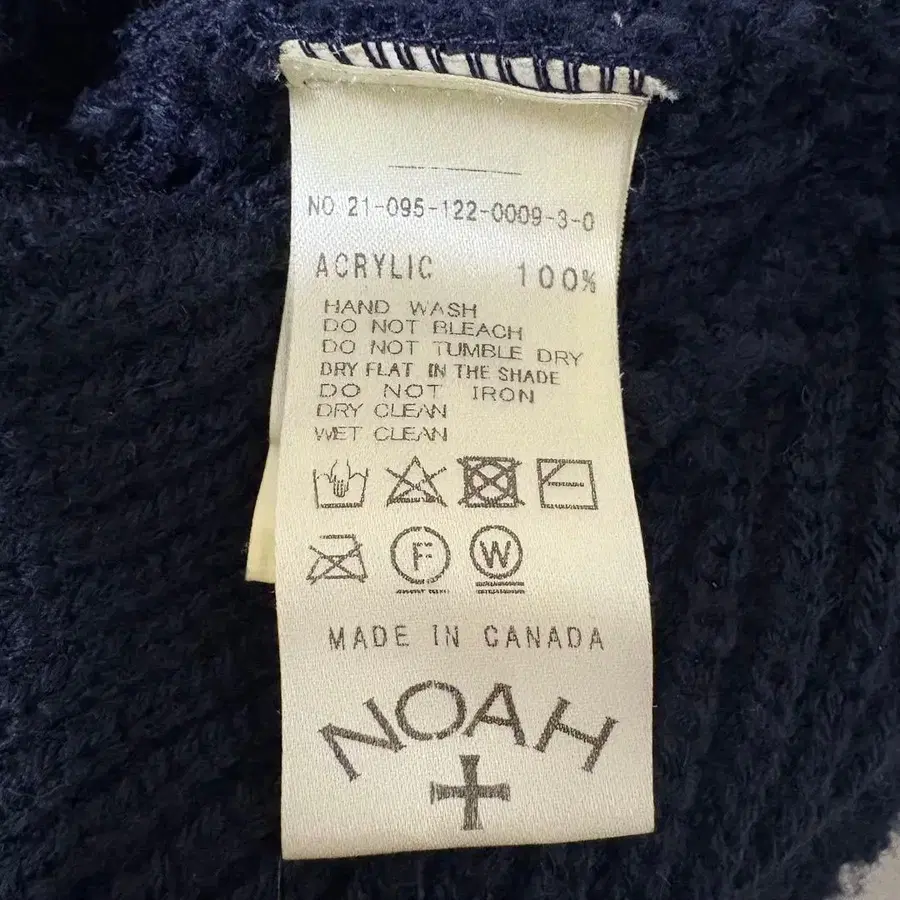 NO 21-095-122-0009-3-0
ACRYLIC 100%
HAND WASH
DO NOT BLEACH
DO NOT TUMBLE DRY
DRY FLAT IN THE SHADE
DO NOT IRON
DRY CLEAN
WET CLEAN
F W
MADE IN CANADA
NOAH